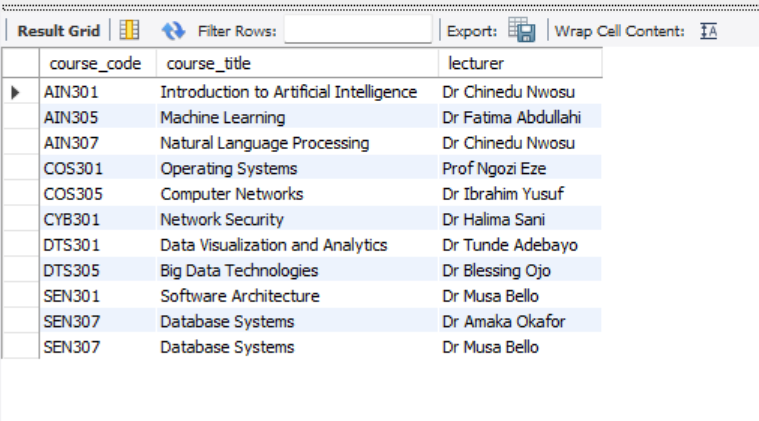 Result Grid Filter Rows: Export: Wrap Cell Content: IA
course_code course_title lecturer
AIN301 Introduction to Artificial Intelligence Dr Chinedu Nwosu
AIN305 Machine Learning Dr Fatima Abdullahi
AIN307 Natural Language Processing Dr Chinedu Nwosu
COS301 Operating Systems Prof Ngozi Eze
COS305 Computer Networks Dr Ibrahim Yusuf
CYB301 Network Security Dr Halima Sani
DTS301 Data Visualization and Analytics Dr Tunde Adebayo
DTS305 Big Data Technologies Dr Blessing Ojo
SEN301 Software Architecture Dr Musa Bello
SEN307 Database Systems Dr Amaka Okafor
SEN307 Database Systems Dr Musa Bello